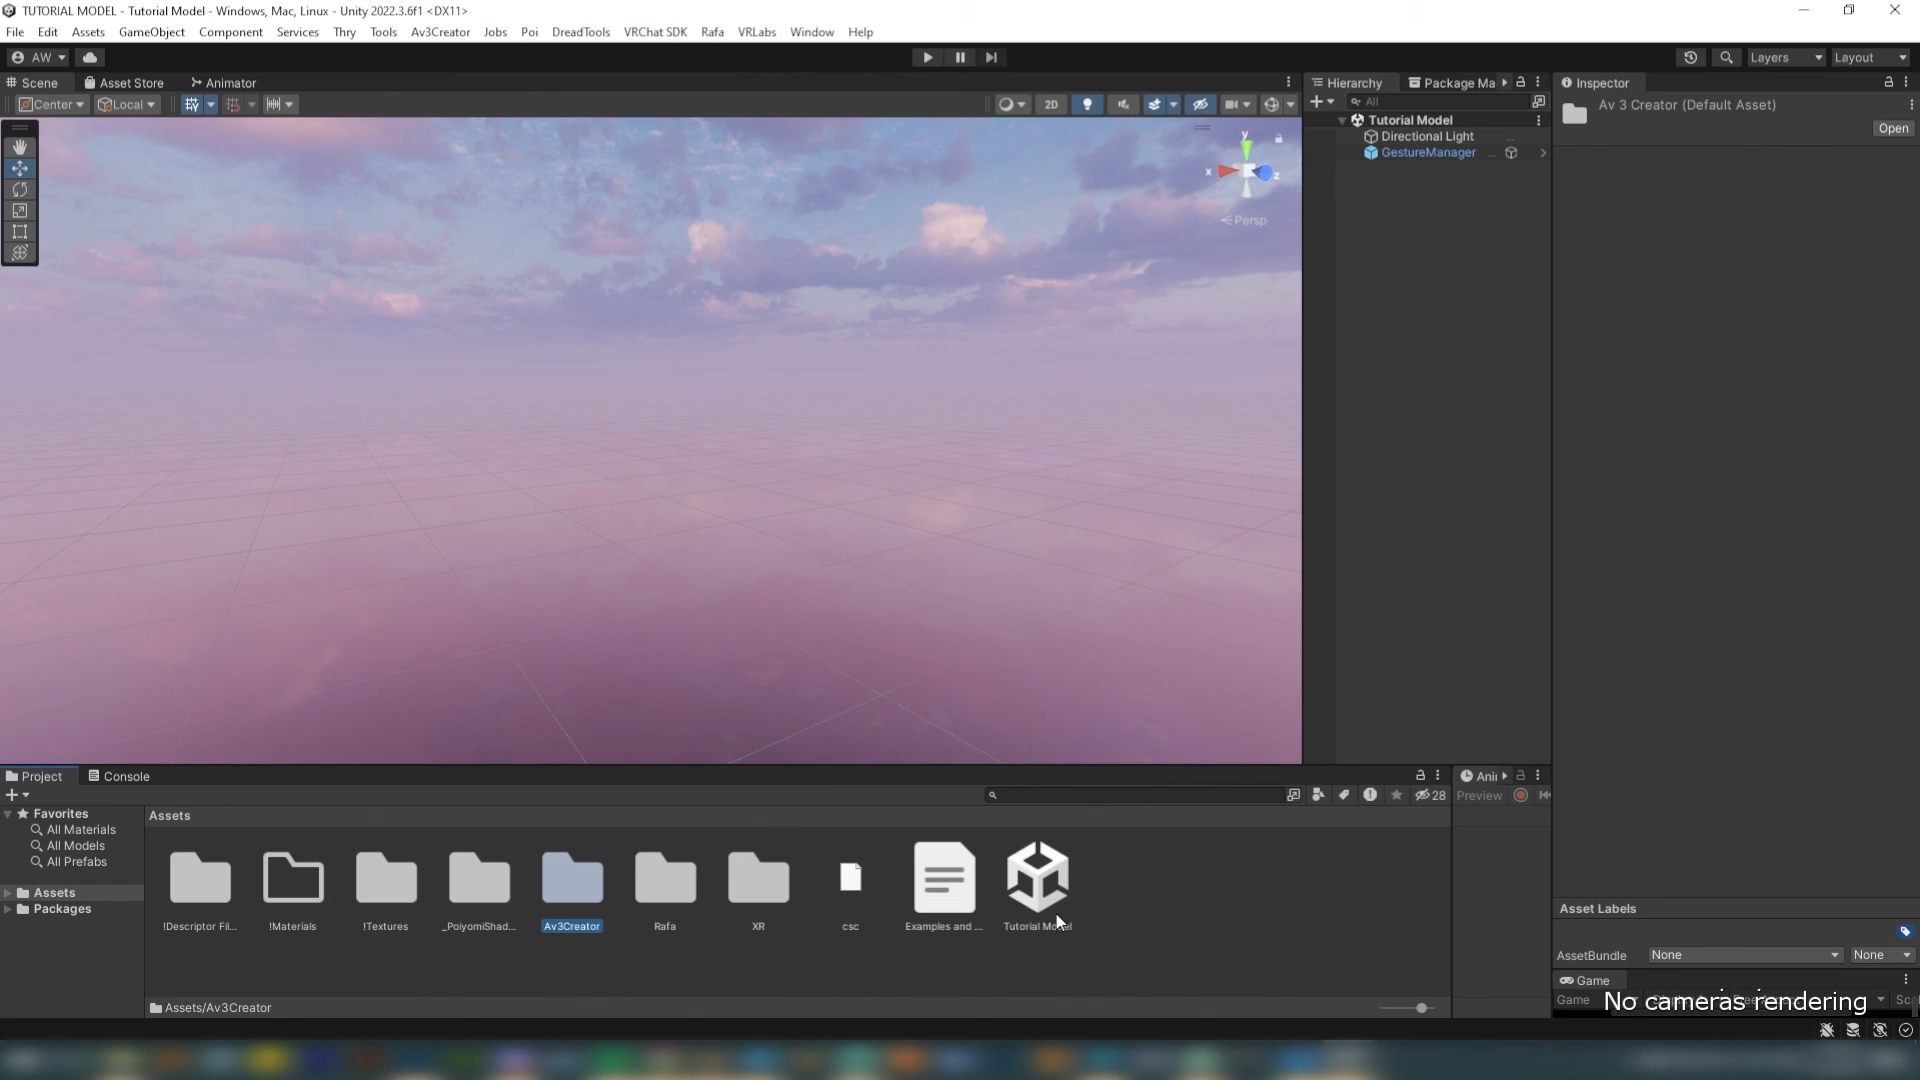 TUTORIAL MODEL - Tutorial Model - Windows, Mac, Linux - Unity 2022.3.6f1 <DX11>
File Edit Assets GameObject Component Services Thry Tools Av3Creator Jobs Poi DreadTools VRChat SDK Rafa VRLabs Window Help
AW Layers Layout
Scene Asset Store Animator Hierarchy Package Ma Inspector
Center Local 2D All Av 3 Creator (Default Asset)
Open
Tutorial Model
Directional Light
GestureManager
y
x z
Persp
Project Console Ani
28 Preview
Favorites
All Materials
All Models
All Prefabs
Assets
Packages
Assets
!Descriptor Fil... !Materials !Textures _PoiyomiShad... Av3Creator Rafa XR csc Examples and ... Tutorial Model
Assets/Av3Creator
Asset Labels
AssetBundle None None
Game
Game
No cameras rendering